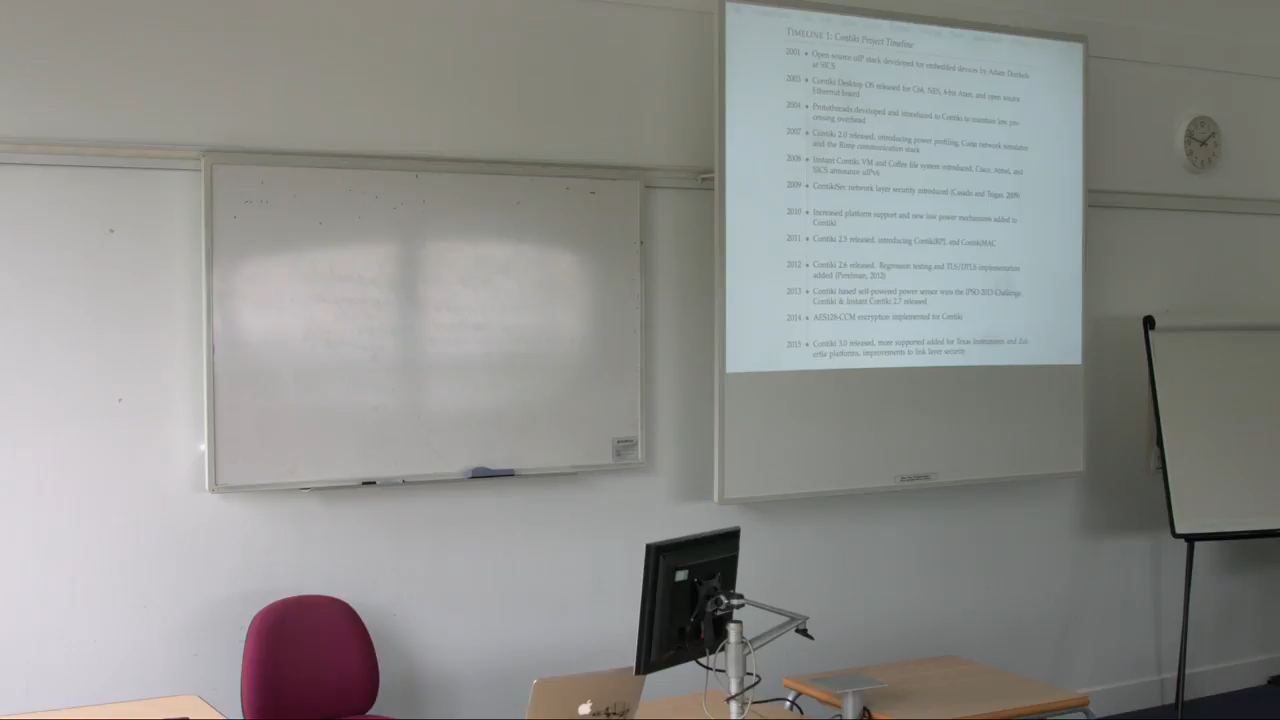 TIMELINE 1: Contiki Project Timeline
2001 • Open source uIP stack developed for embedded devices by Adam Dunkels
at SICS
2003 • Contiki Desktop OS released for C64, NES, 8-bit Atari, and open source
Ethernet board
2004 • Protothreads developed and introduced to Contiki to maintain low pro-
cessing overhead
2007 • Contiki 2.0 released, introducing power profiling, Cooja network simulator
and the Rime communication stack
2008 • Instant Contiki VM and Coffee file system introduced, Cisco, Atmel, and
SICS announce uIPv6
2009 • ContikiSec network layer security introduced (Casado and Tsigas, 2009)
2010 • Increased platform support and new low power mechanisms added to
Contiki
2011 • Contiki 2.5 released, introducing ContikiRPL and ContikiMAC
2012 • Contiki 2.6 released. Regression testing and TLS/DTLS implementation
added (Perelman, 2012)
2013 • Contiki based self-powered power sensor wins the IPSO 2013 Challenge.
Contiki & Instant Contiki 2.7 released
2014 • AES128-CCM encryption implemented for Contiki
2015 • Contiki 3.0 released, more supported added for Texas Instruments and Zol-
ertia platforms, improvements to link layer security